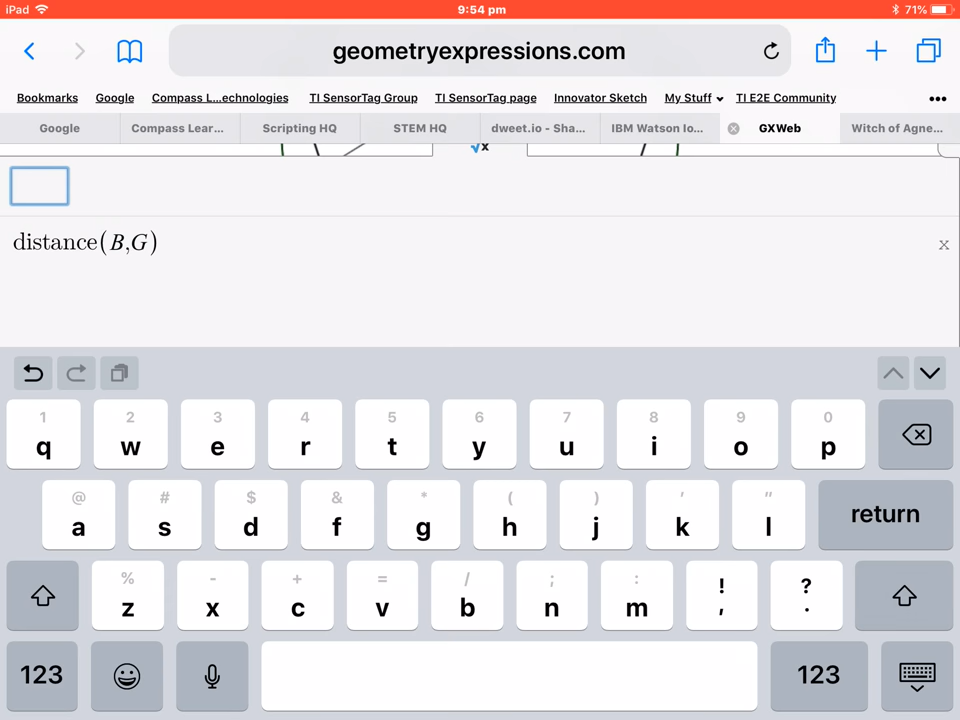 iPad 9:54 pm 71%
geometryexpressions.com
Bookmarks Google Compass L...echnologies TI SensorTag Group TI SensorTag page Innovator Sketch My Stuff TI E2E Community •••
Google Compass Lear... Scripting HQ STEM HQ dweet.io - Sha... IBM Watson Io... GXWeb Witch of Agne...
√x
distance(B,G) x
1 2 3 4 5 6 7 8 9 0
q w e r t y u i o p
@ # $ & * ( ) ' "
a s d f g h j k l return
% - + = / ; : ! ?
z x c v b n m , .
123 123